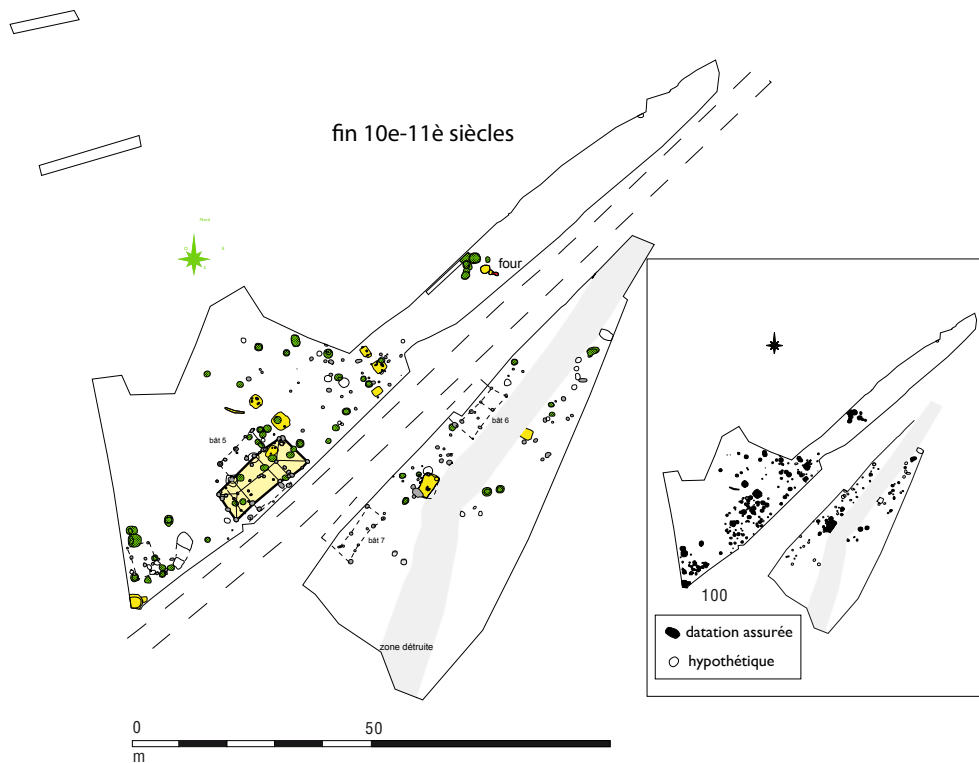 fin 10e-11è siècles
Nord
O
E
S
four
bât 5
bât 6
bât 7
zone détruite
100
datation assurée
hypothétique
0
50
m